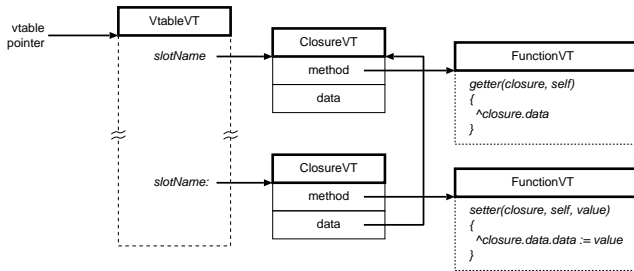 vtable
pointer
VtableVT
slotName
slotName:
ClosureVT
method
data
ClosureVT
method
data
FunctionVT
getter(closure, self)
{
^closure.data
}
FunctionVT
setter(closure, self, value)
{
^closure.data.data := value
}